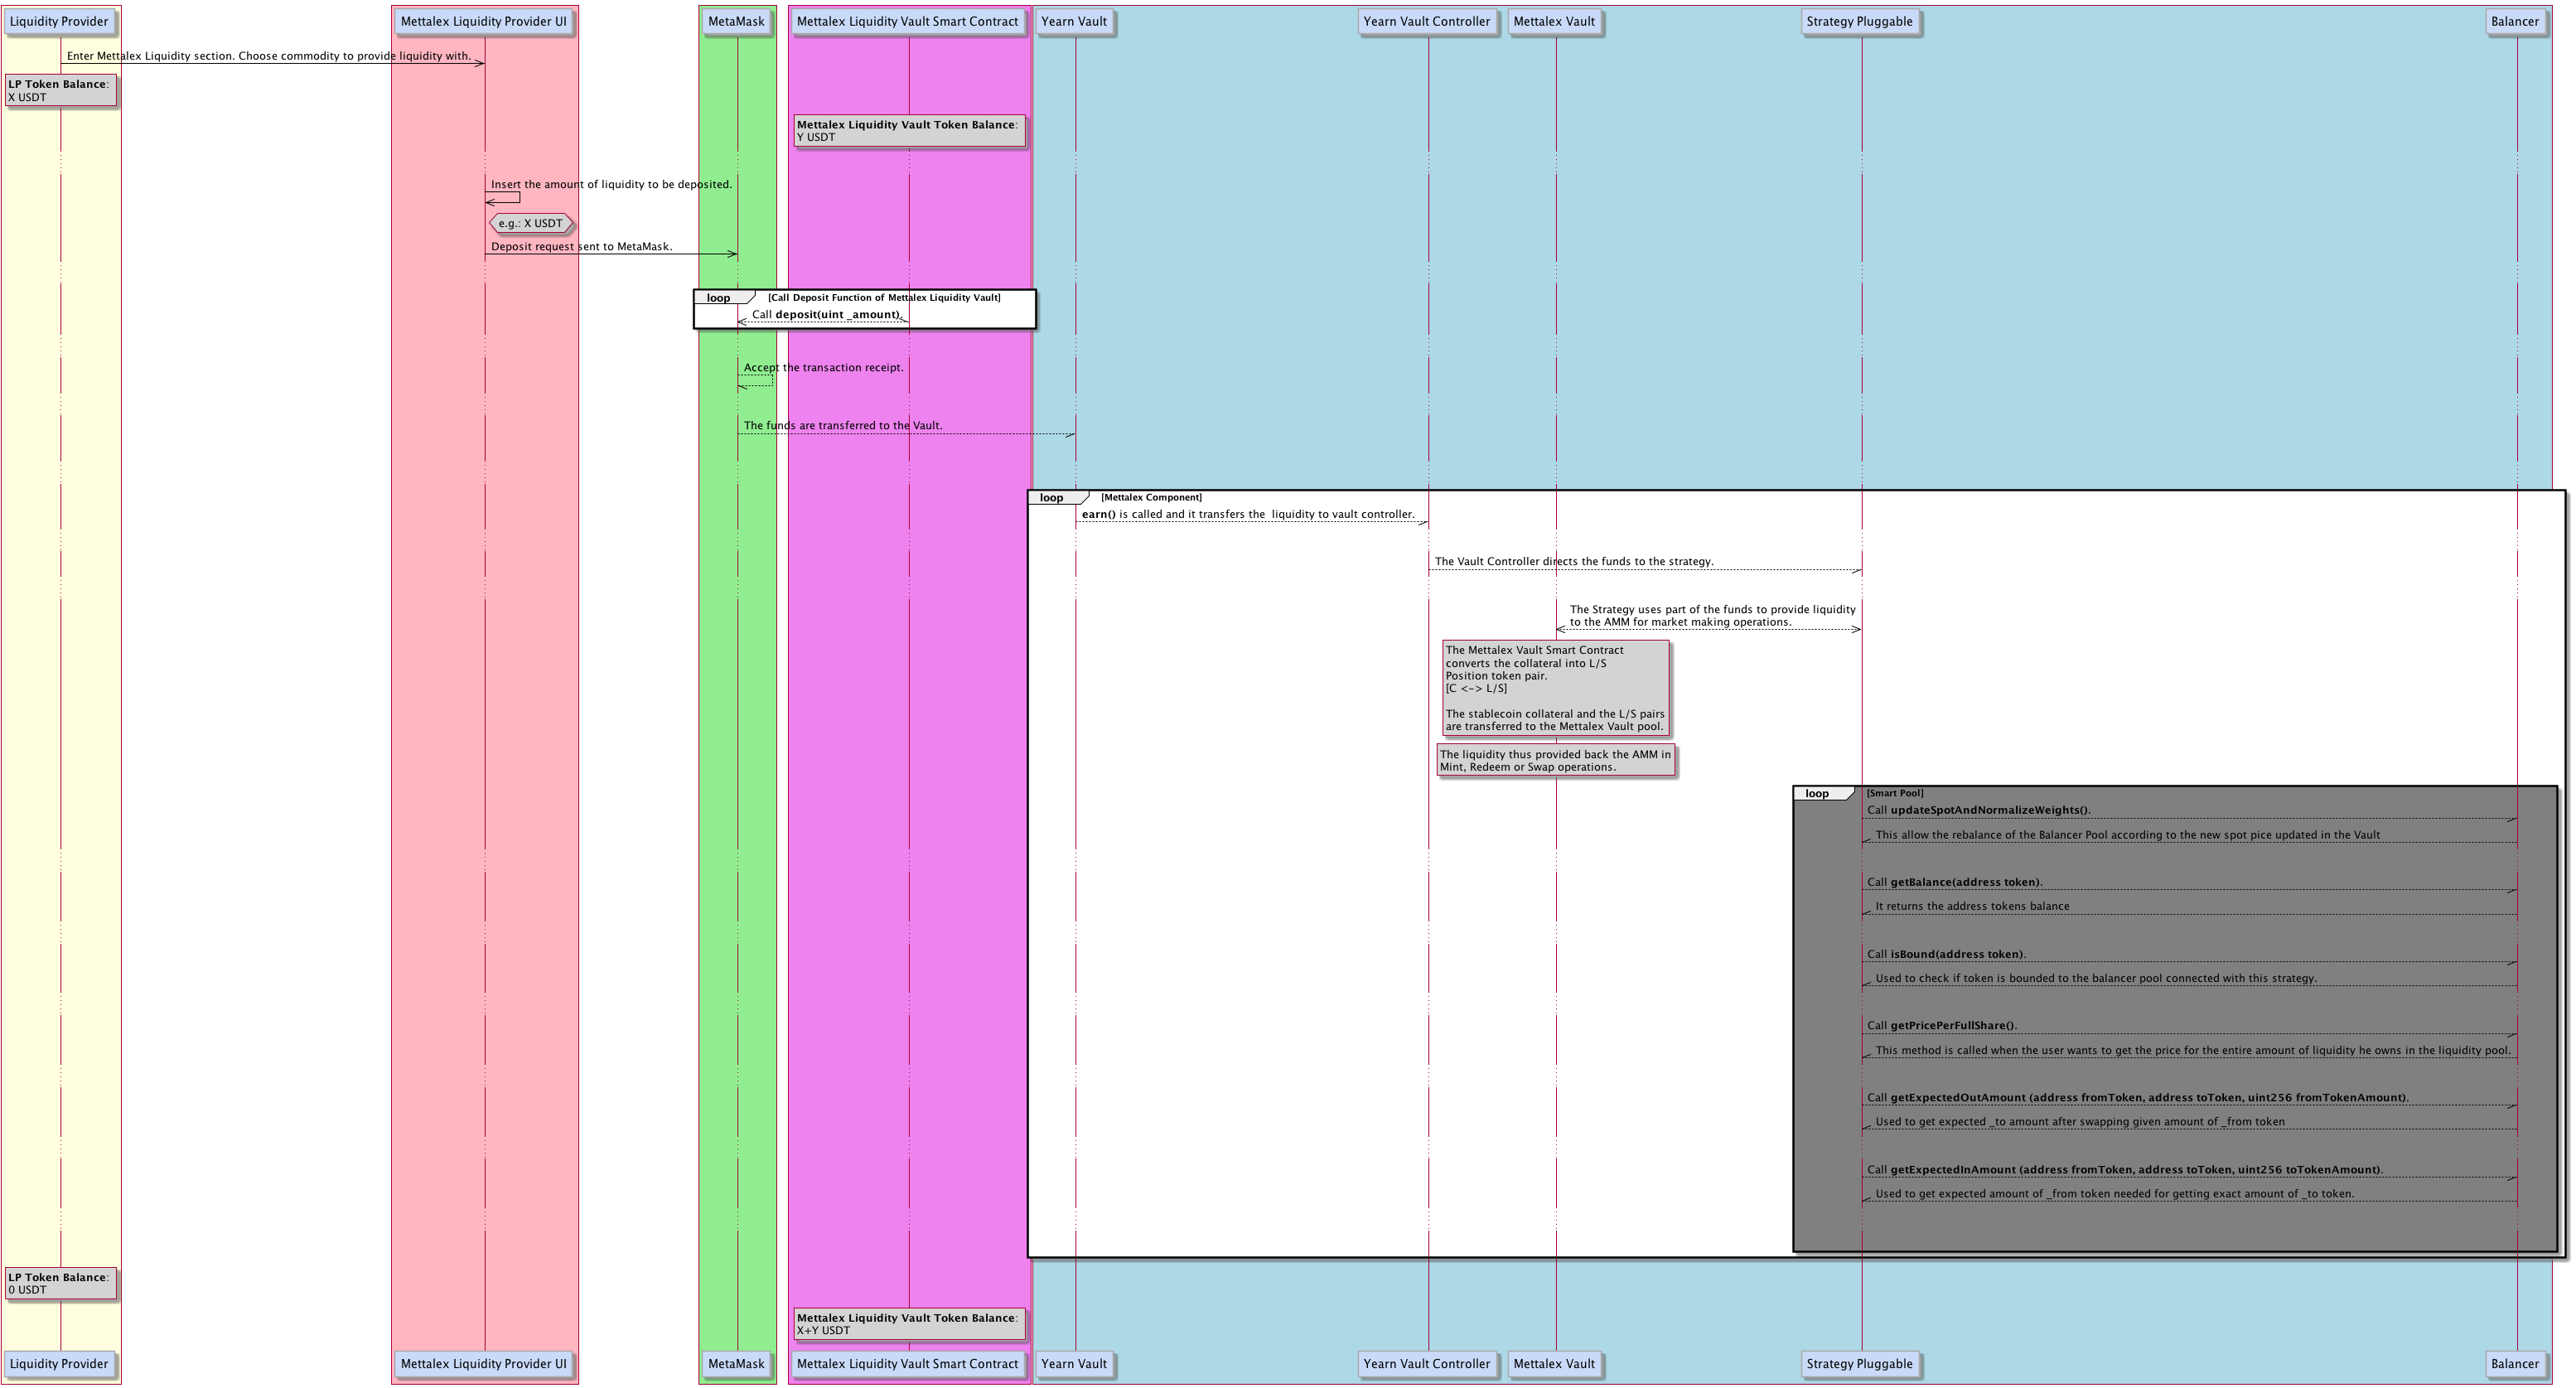 Liquidity Provider
Mettalex Liquidity Provider UI
MetaMask
Mettalex Liquidity Vault Smart Contract
Yearn Vault
Yearn Vault Controller
Mettalex Vault
Strategy Pluggable
Balancer
Enter Mettalex Liquidity section. Choose commodity to provide liquidity with.
LP Token Balance:
X USDT
Mettalex Liquidity Vault Token Balance:
Y USDT
Insert the amount of liquidity to be deposited.
e.g.: X USDT
Deposit request sent to MetaMask.
loop [Call Deposit Function of Mettalex Liquidity Vault]
Call deposit(uint _amount).
Accept the transaction receipt.
The funds are transferred to the Vault.
loop [Mettalex Component]
earn() is called and it transfers the  liquidity to vault controller.
The Vault Controller directs the funds to the strategy.
The Strategy uses part of the funds to provide liquidity
to the AMM for market making operations.
The Mettalex Vault Smart Contract
converts the collateral into L/S
Position token pair.
[C <-> L/S]
The stablecoin collateral and the L/S pairs
are transferred to the Mettalex Vault pool.
The liquidity thus provided back the AMM in
Mint, Redeem or Swap operations.
loop [Smart Pool]
Call updateSpotAndNormalizeWeights().
This allow the rebalance of the Balancer Pool according to the new spot pice updated in the Vault
Call getBalance(address token).
It returns the address tokens balance
Call isBound(address token).
Used to check if token is bounded to the balancer pool connected with this strategy.
Call getPricePerFullShare().
This method is called when the user wants to get the price for the entire amount of liquidity he owns in the liquidity pool.
Call getExpectedOutAmount (address fromToken, address toToken, uint256 fromTokenAmount).
Used to get expected _to amount after swapping given amount of _from token
Call getExpectedInAmount (address fromToken, address toToken, uint256 toTokenAmount).
Used to get expected amount of _from token needed for getting exact amount of _to token.
LP Token Balance:
0 USDT
Mettalex Liquidity Vault Token Balance:
X+Y USDT
Liquidity Provider
Mettalex Liquidity Provider UI
MetaMask
Mettalex Liquidity Vault Smart Contract
Yearn Vault
Yearn Vault Controller
Mettalex Vault
Strategy Pluggable
Balancer